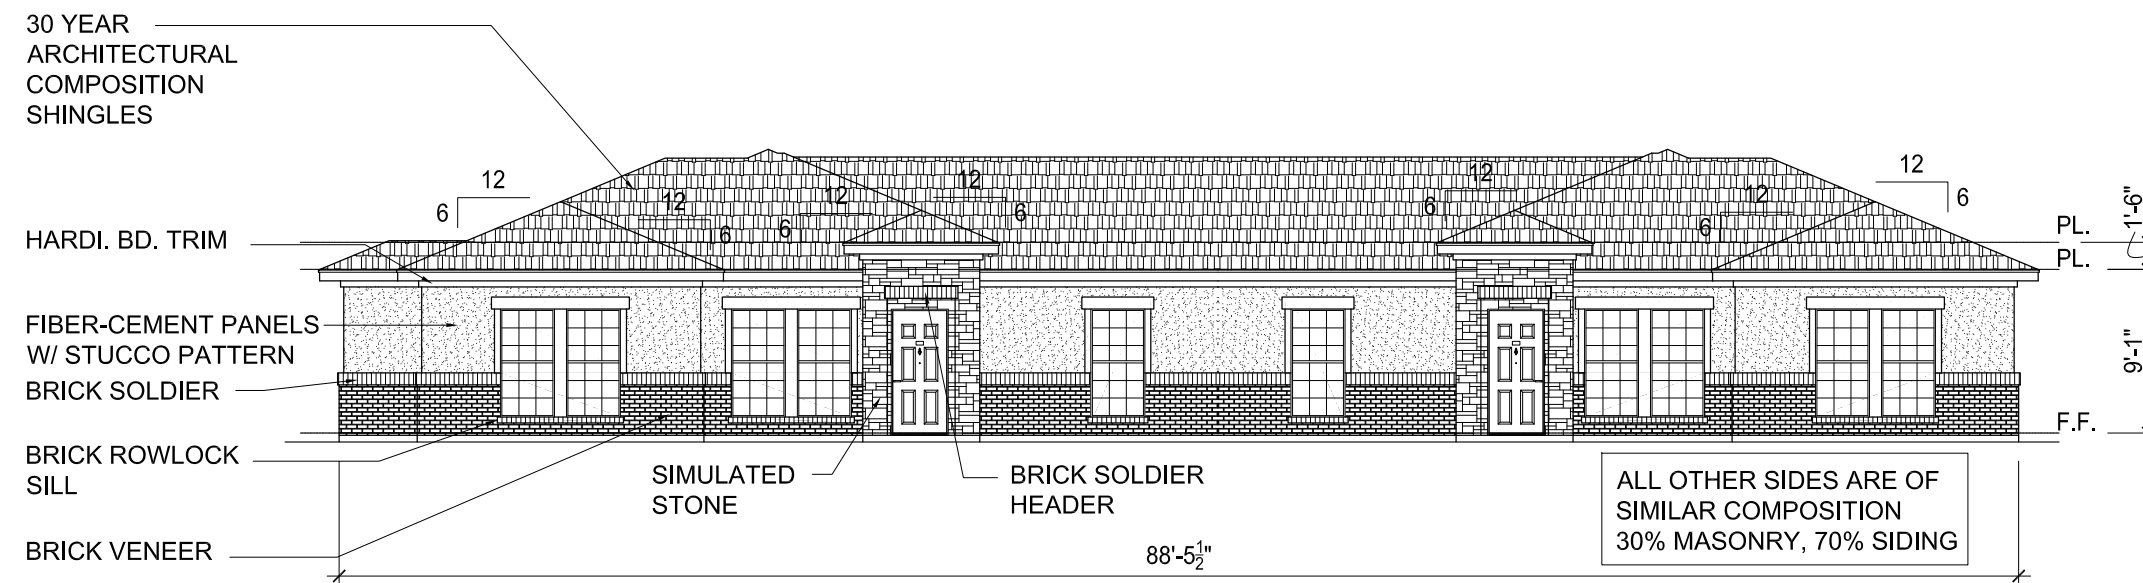 30 YEAR
ARCHITECTURAL
COMPOSITION
SHINGLES
12
6
12
6
12
6
12
6
12
6
12
6
12
6
HARDI. BD. TRIM
FIBER-CEMENT PANELS
W/ STUCCO PATTERN
BRICK SOLDIER
BRICK ROWLOCK
SILL
BRICK VENEER
SIMULATED
STONE
BRICK SOLDIER
HEADER
ALL OTHER SIDES ARE OF
SIMILAR COMPOSITION
30% MASONRY, 70% SIDING
88'-5½"
PL.
PL.
F.F.
1'-6"
9'-1"